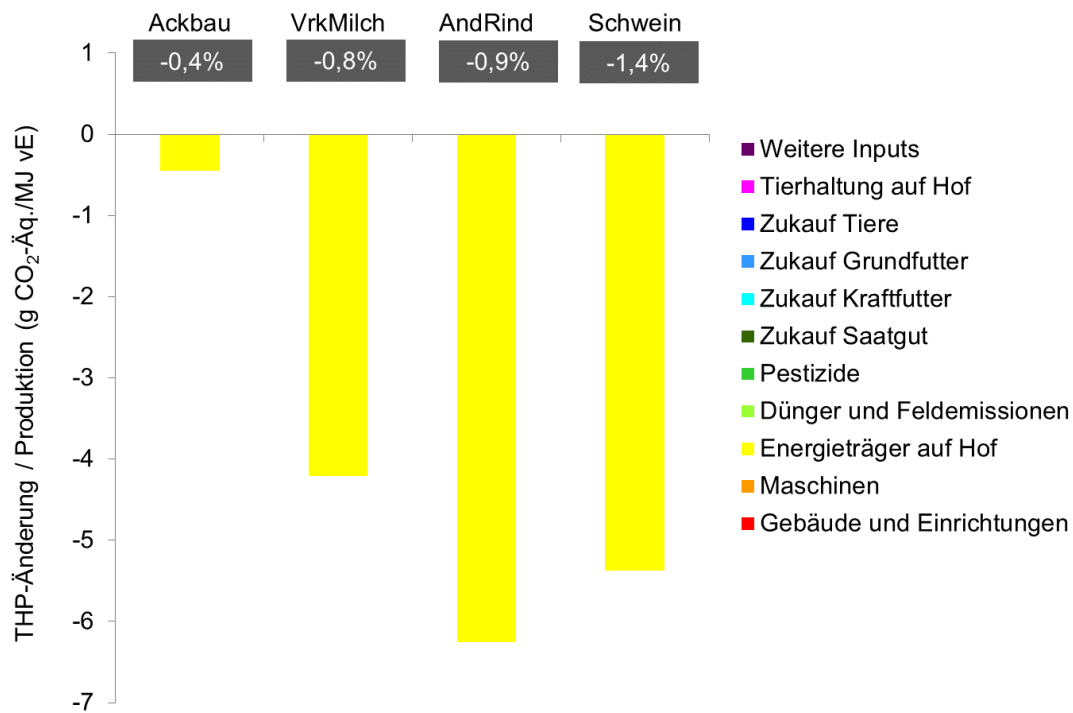 Ackbau VrkMilch AndRind Schwein
-0,4% -0,8% -0,9% -1,4%
THP-Änderung / Produktion (g CO₂-Äq./MJ vE)
1
0
-1
-2
-3
-4
-5
-6
-7
Weitere Inputs
Tierhaltung auf Hof
Zukauf Tiere
Zukauf Grundfutter
Zukauf Kraftfutter
Zukauf Saatgut
Pestizide
Dünger und Feldemissionen
Energieträger auf Hof
Maschinen
Gebäude und Einrichtungen